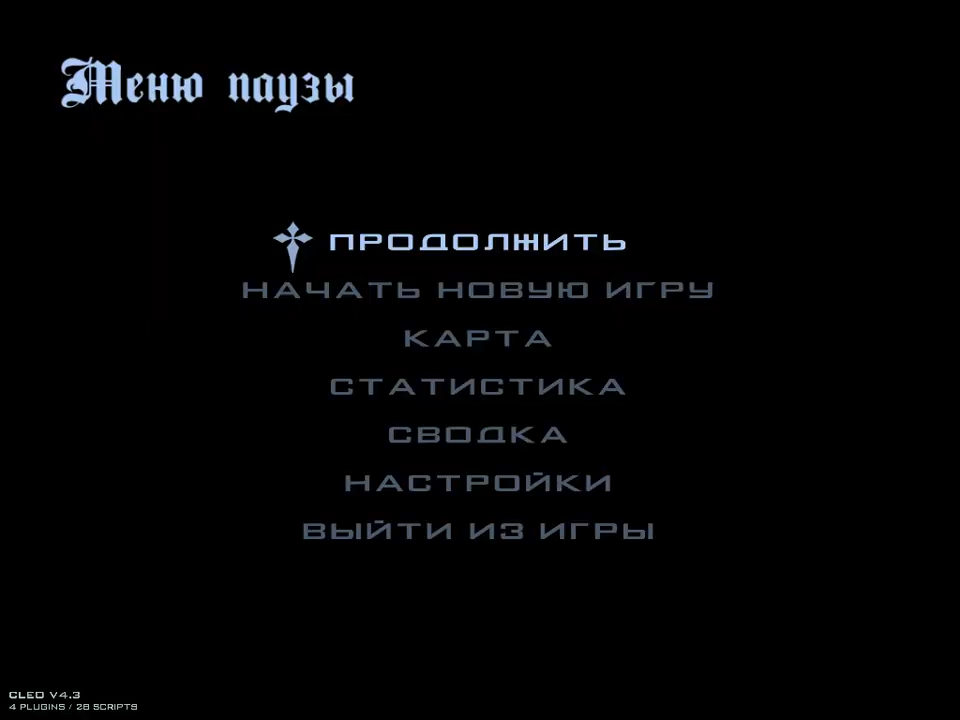 Меню паузы
ПРОДОЛЖИТЬ
НАЧАТЬ НОВУЮ ИГРУ
КАРТА
СТАТИСТИКА
СВОДКА
НАСТРОЙКИ
ВЫЙТИ ИЗ ИГРЫ
CLEO V4.3
4 PLUGINS / 28 SCRIPTS